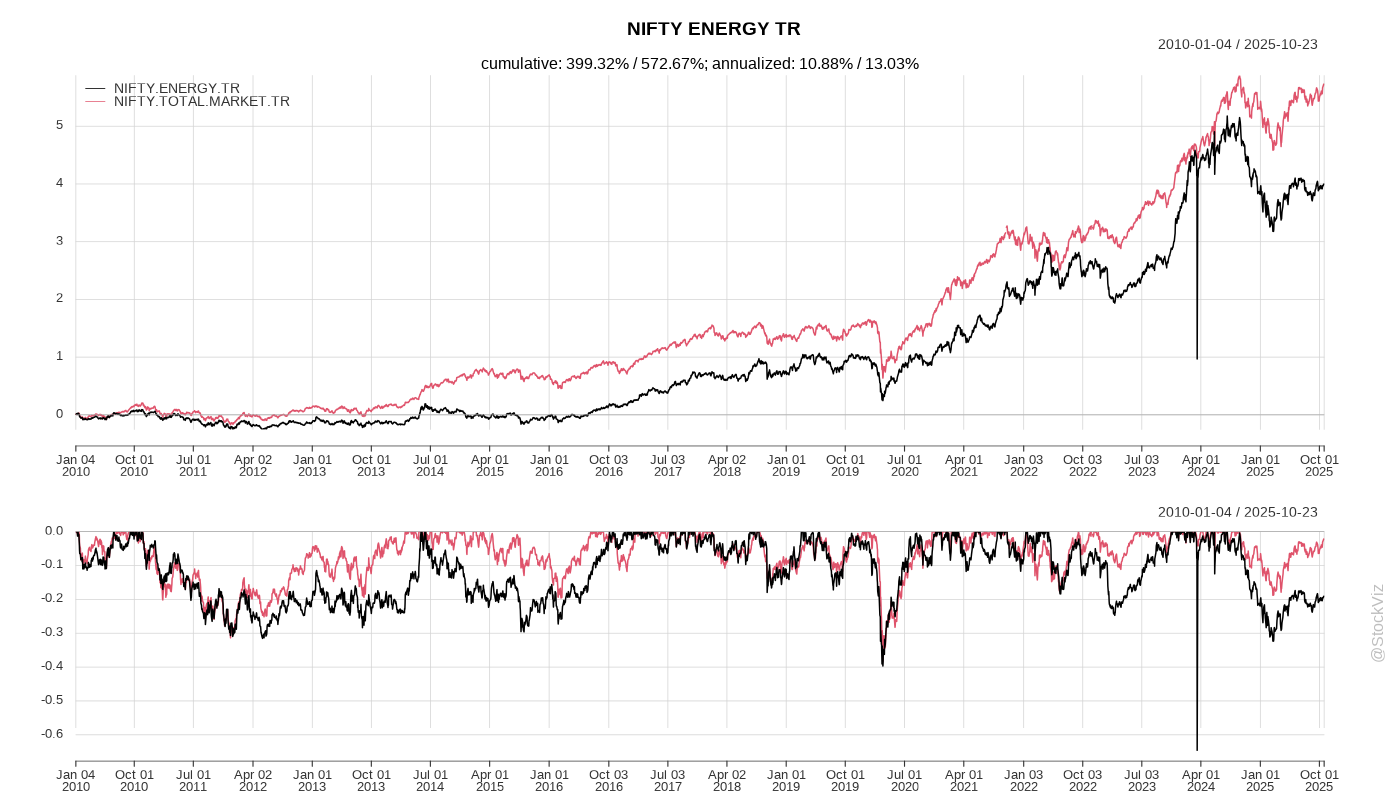 NIFTY ENERGY TR
2010-01-04 / 2025-10-23
cumulative: 399.32% / 572.67%; annualized: 10.88% / 13.03%
NIFTY.ENERGY.TR
NIFTY.TOTAL.MARKET.TR
5
4
3
2
1
0
Jan 04 Oct 01 Jul 01 Apr 02 Jan 01 Oct 01 Jul 01 Apr 01 Jan 01 Oct 03 Jul 03 Apr 02 Jan 01 Oct 01 Jul 01 Apr 01 Jan 03 Oct 03 Jul 03 Apr 01 Jan 01 Oct 01
2010 2010 2011 2012 2013 2013 2014 2015 2016 2016 2017 2018 2019 2019 2020 2021 2022 2022 2023 2024 2025 2025
2010-01-04 / 2025-10-23
0.0
-0.1
-0.2
-0.3
-0.4
-0.5
-0.6
Jan 04 Oct 01 Jul 01 Apr 02 Jan 01 Oct 01 Jul 01 Apr 01 Jan 01 Oct 03 Jul 03 Apr 02 Jan 01 Oct 01 Jul 01 Apr 01 Jan 03 Oct 03 Jul 03 Apr 01 Jan 01 Oct 01
2010 2010 2011 2012 2013 2013 2014 2015 2016 2016 2017 2018 2019 2019 2020 2021 2022 2022 2023 2024 2025 2025
@StockViz